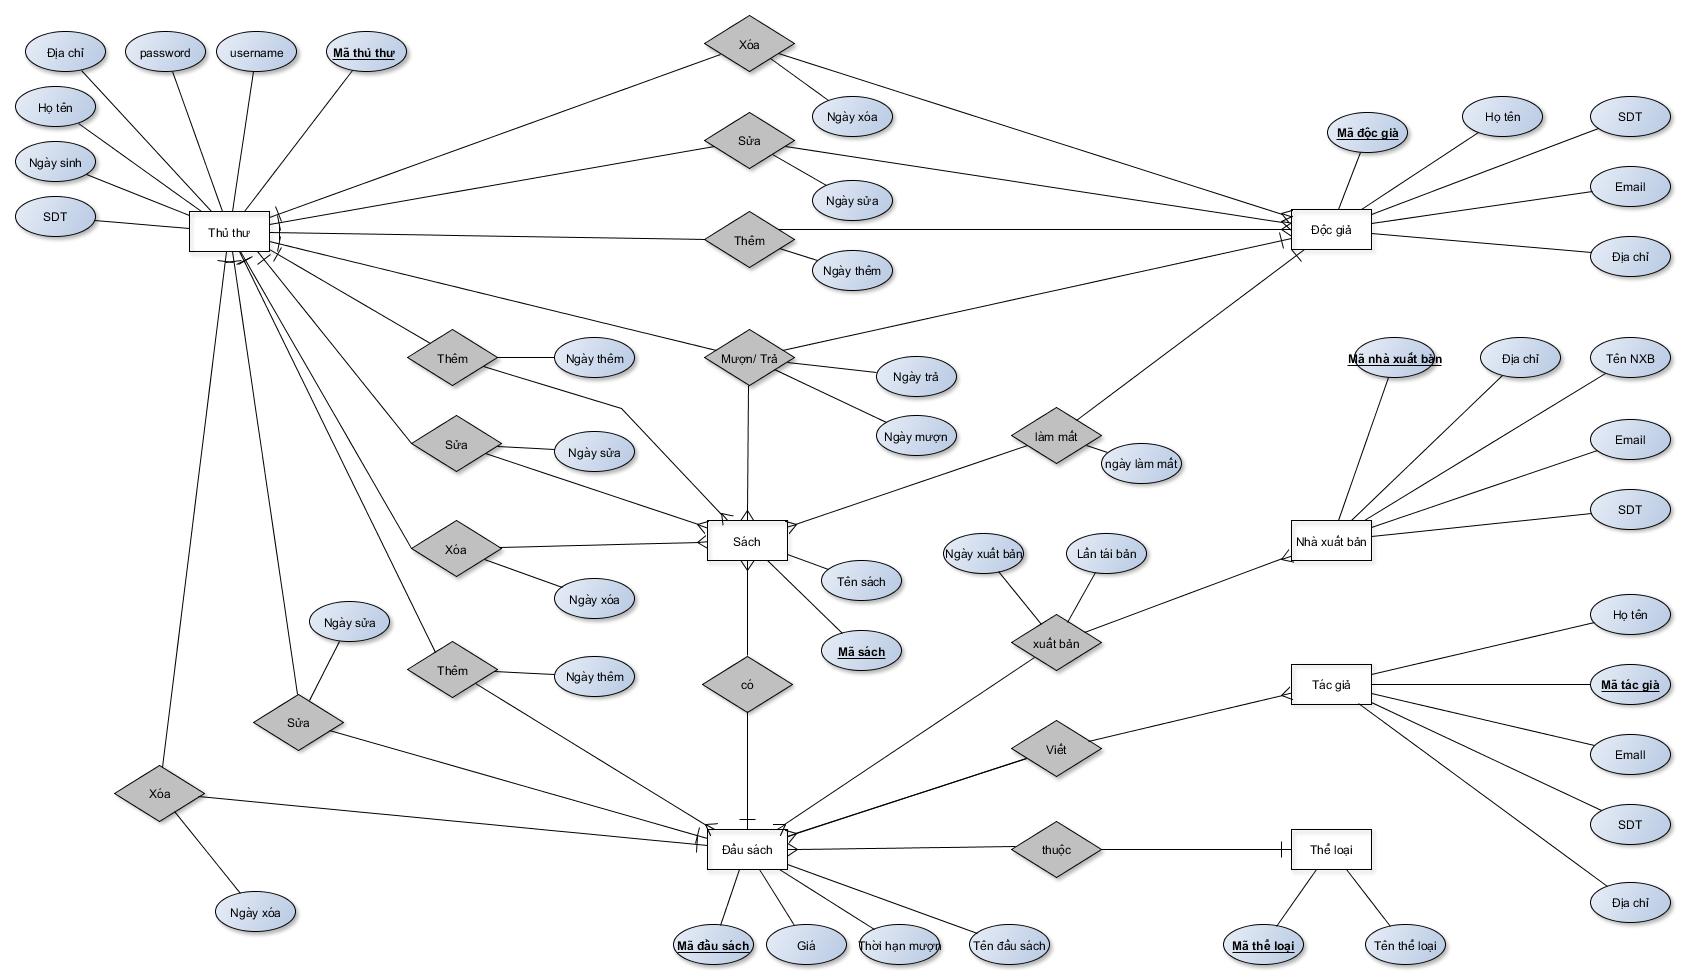 Xóa
Địa chỉ
password
username
Mã thủ thư
Họ tên
Ngày xóa
Mã độc giả
Họ tên
SDT
Sửa
Ngày sinh
Email
Ngày sửa
SDT
Thủ thư
Thêm
Độc giả
Ngày thêm
Địa chỉ
Thêm
Ngày thêm
Mượn/ Trả
Ngày trả
Mã nhà xuất bản
Địa chỉ
Tên NXB
Sửa
Ngày sửa
Ngày mượn
làm mất
ngày làm mất
Email
SDT
Xóa
Sách
Ngày xuất bản
Lần tái bản
Nhà xuất bản
Tên sách
Ngày xóa
Ngày sửa
Mã sách
xuất bản
Họ tên
Thêm
Ngày thêm
có
Tác giả
Mã tác giả
Sửa
Viết
Emall
Xóa
SDT
Đầu sách
thuộc
Thể loại
Ngày xóa
Địa chỉ
Mã đầu sách
Giá
Thời hạn mượn
Tên đầu sách
Mã thể loại
Tên thể loại